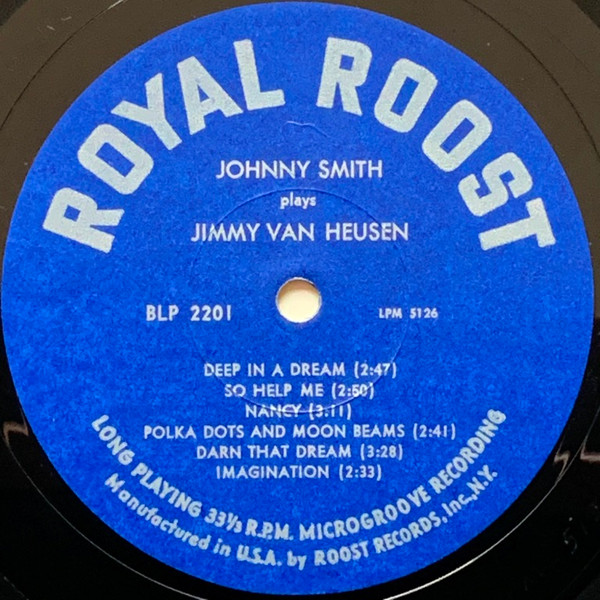 ROYAL ROOST
JOHNNY SMITH
plays
JIMMY VAN HEUSEN
BLP 2201
LPM 5126
DEEP IN A DREAM (2:47)
SO HELP ME (2:50)
NANCY (3:11)
POLKA DOTS AND MOON BEAMS (2:41)
DARN THAT DREAM (3:28)
IMAGINATION (2:33)
LONG PLAYING 33⅓ R.P.M. MICROGROOVE RECORDING
Manufactured in U.S.A. by ROOST RECORDS, Inc., N.Y.